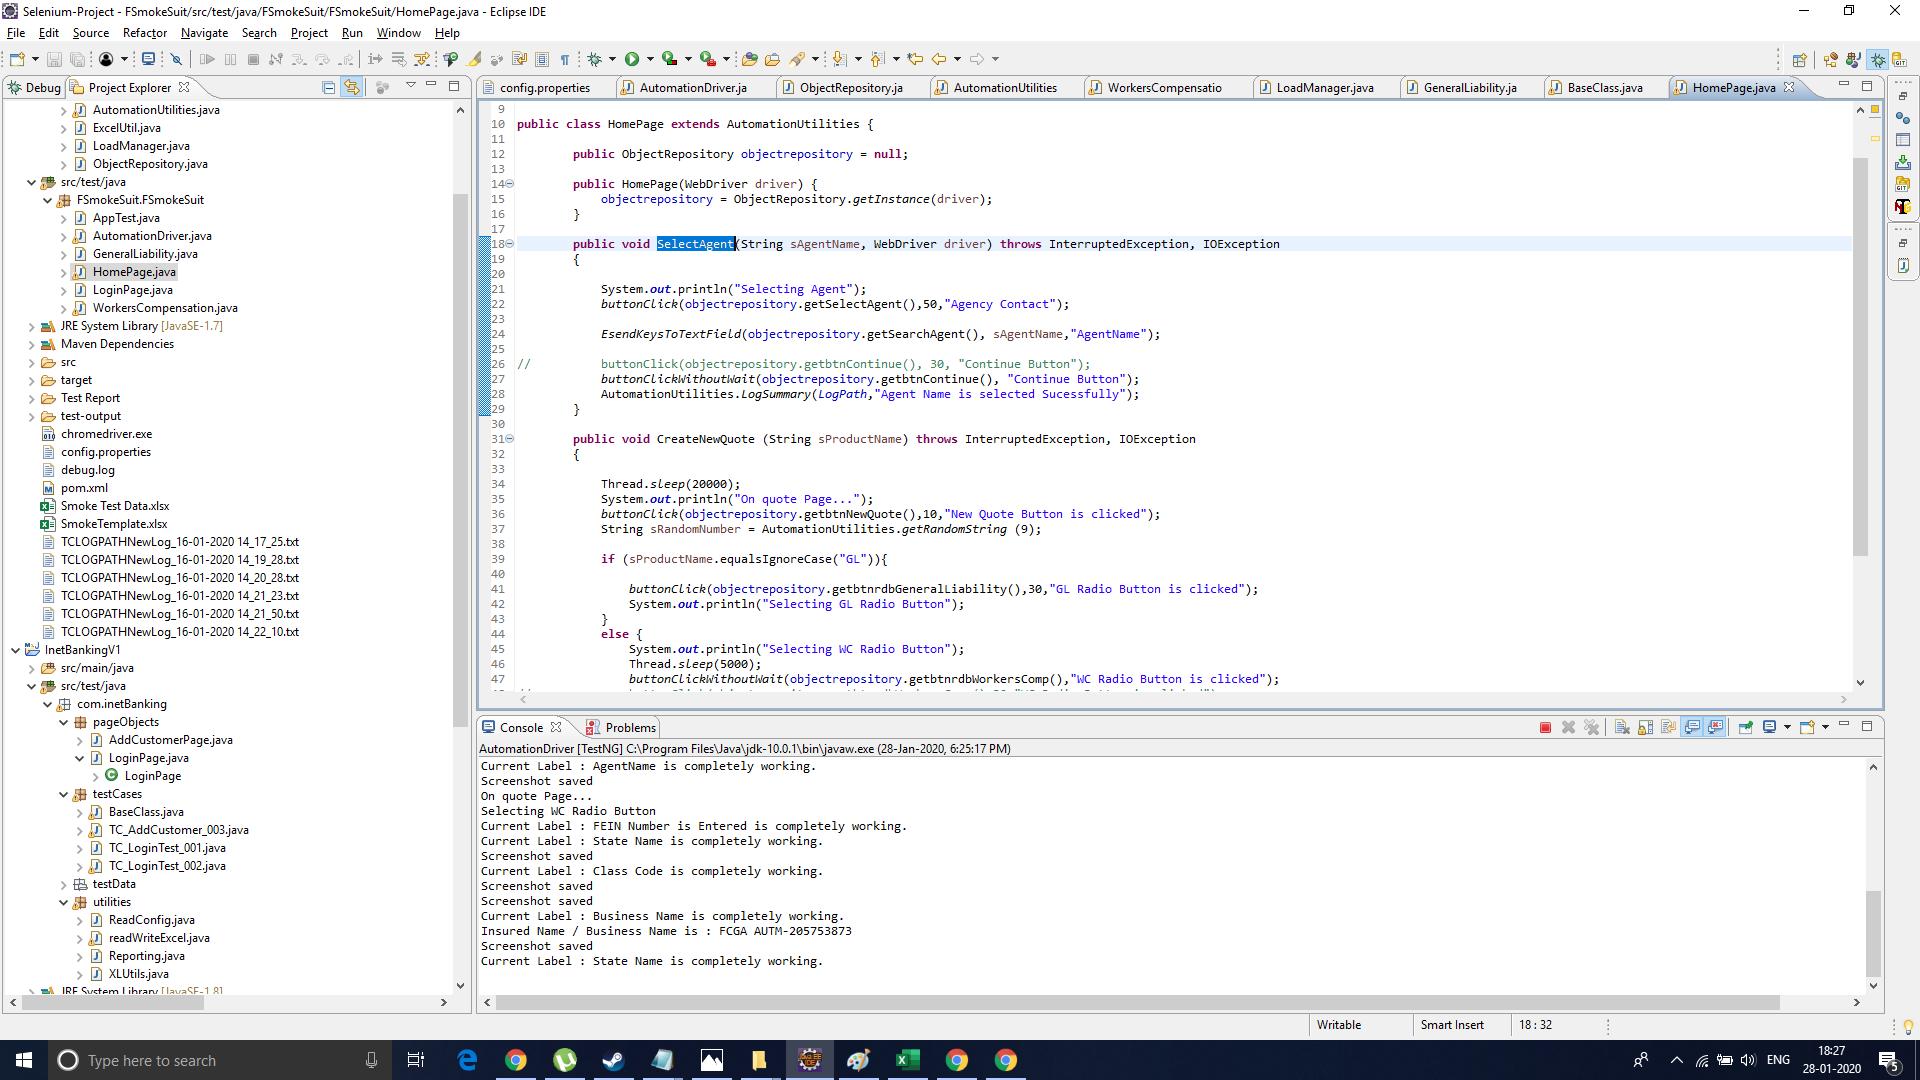 Selenium-Project - FSmokeSuit/src/test/java/FSmokeSuit/FSmokeSuit/HomePage.java - Eclipse IDE
File Edit Source Refactor Navigate Search Project Run Window Help
Debug Project Explorer
AutomationUtilities.java
ExcelUtil.java
LoadManager.java
ObjectRepository.java
src/test/java
FSmokeSuit.FSmokeSuit
AppTest.java
AutomationDriver.java
GeneralLiability.java
HomePage.java
LoginPage.java
WorkersCompensation.java
JRE System Library [JavaSE-1.7]
Maven Dependencies
src
target
Test Report
test-output
chromedriver.exe
config.properties
debug.log
pom.xml
Smoke Test Data.xlsx
SmokeTemplate.xlsx
TCLOGPATHNewLog_16-01-2020 14_17_25.txt
TCLOGPATHNewLog_16-01-2020 14_19_28.txt
TCLOGPATHNewLog_16-01-2020 14_20_28.txt
TCLOGPATHNewLog_16-01-2020 14_21_23.txt
TCLOGPATHNewLog_16-01-2020 14_21_50.txt
TCLOGPATHNewLog_16-01-2020 14_22_10.txt
InetBankingV1
src/main/java
src/test/java
com.inetBanking
pageObjects
AddCustomerPage.java
LoginPage.java
LoginPage
testCases
BaseClass.java
TC_AddCustomer_003.java
TC_LoginTest_001.java
TC_LoginTest_002.java
testData
utilities
ReadConfig.java
readWriteExcel.java
Reporting.java
XLUtils.java
JRE System Library [JavaSE-1.8]
config.properties AutomationDriver.ja ObjectRepository.ja AutomationUtilities WorkersCompensatio LoadManager.java GeneralLiability.ja BaseClass.java HomePage.java
9
10 public class HomePage extends AutomationUtilities {
11
12 public ObjectRepository objectrepository = null;
13
14 public HomePage(WebDriver driver) {
15 objectrepository = ObjectRepository.getInstance(driver);
16 }
17
18 public void SelectAgent(String sAgentName, WebDriver driver) throws InterruptedException, IOException
19 {
20
21 System.out.println("Selecting Agent");
22 buttonClick(objectrepository.getSelectAgent(),50,"Agency Contact");
23
24 EsendKeysToTextField(objectrepository.getSearchAgent(), sAgentName,"AgentName");
25
26 // buttonClick(objectrepository.getbtnContinue(), 30, "Continue Button");
27 buttonClickWithoutWait(objectrepository.getbtnContinue(), "Continue Button");
28 AutomationUtilities.LogSummary(LogPath,"Agent Name is selected Sucessfully");
29 }
30
31 public void CreateNewQuote (String sProductName) throws InterruptedException, IOException
32 {
33
34 Thread.sleep(20000);
35 System.out.println("On quote Page...");
36 buttonClick(objectrepository.getbtnNewQuote(),10,"New Quote Button is clicked");
37 String sRandomNumber = AutomationUtilities.getRandomString (9);
38
39 if (sProductName.equalsIgnoreCase("GL")){
40
41 buttonClick(objectrepository.getbtnrdbGeneralLiability(),30,"GL Radio Button is clicked");
42 System.out.println("Selecting GL Radio Button");
43 }
44 else {
45 System.out.println("Selecting WC Radio Button");
46 Thread.sleep(5000);
47 buttonClickWithoutWait(objectrepository.getbtnrdbWorkersComp(),"WC Radio Button is clicked");
Console Problems
AutomationDriver [TestNG] C:\Program Files\Java\jdk-10.0.1\bin\javaw.exe (28-Jan-2020, 6:25:17 PM)
Current Label : AgentName is completely working.
Screenshot saved
On quote Page...
Selecting WC Radio Button
Current Label : FEIN Number is Entered is completely working.
Current Label : State Name is completely working.
Screenshot saved
Current Label : Class Code is completely working.
Screenshot saved
Screenshot saved
Current Label : Business Name is completely working.
Insured Name / Business Name is : FCGA AUTM-205753873
Screenshot saved
Current Label : State Name is completely working.
Writable Smart Insert 18 : 32
Type here to search
ENG
18:27
28-01-2020
5